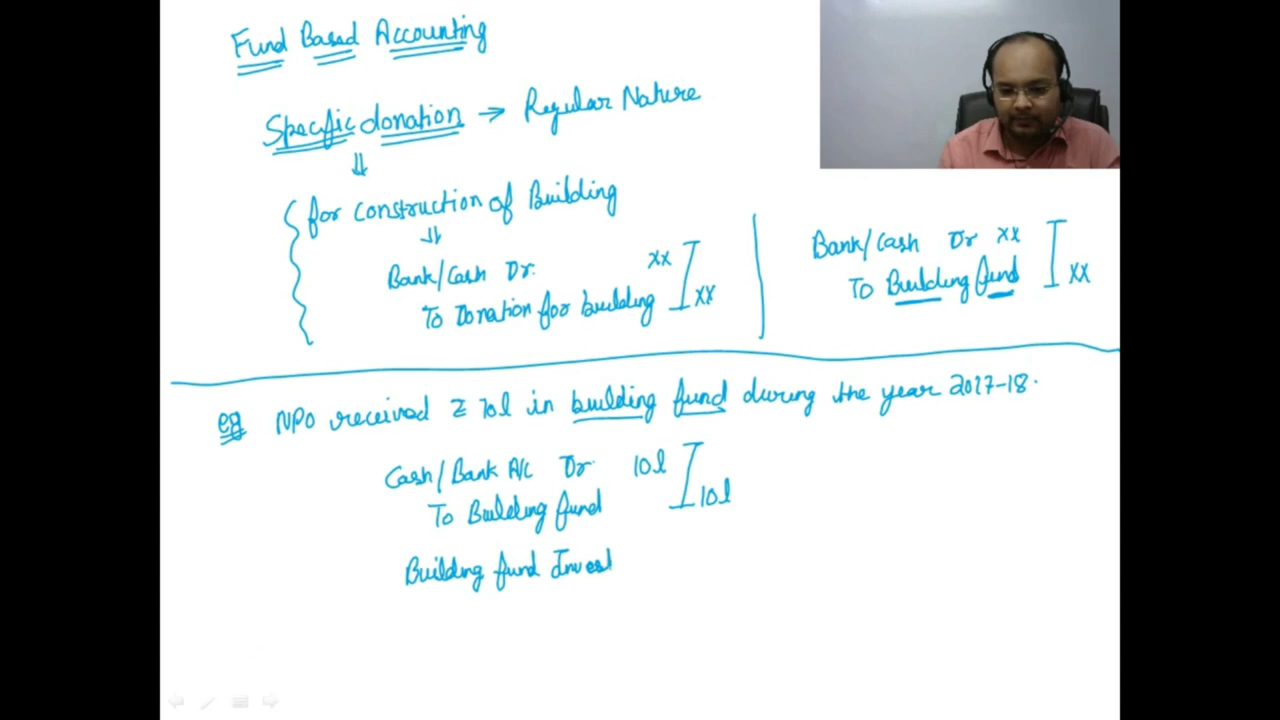 Fund Based Accounting
Specific donation → Regular Nature
⇓
for construction of Building
⇓
Bank/Cash Dr. xx
To Donation for building xx
Bank/Cash Dr xx
To Building fund xx
eg NPO received ₹ 10l in building fund during the year 2017-18.
Cash/Bank A/c Dr. 10l
To Building fund 10l
Building fund Invest